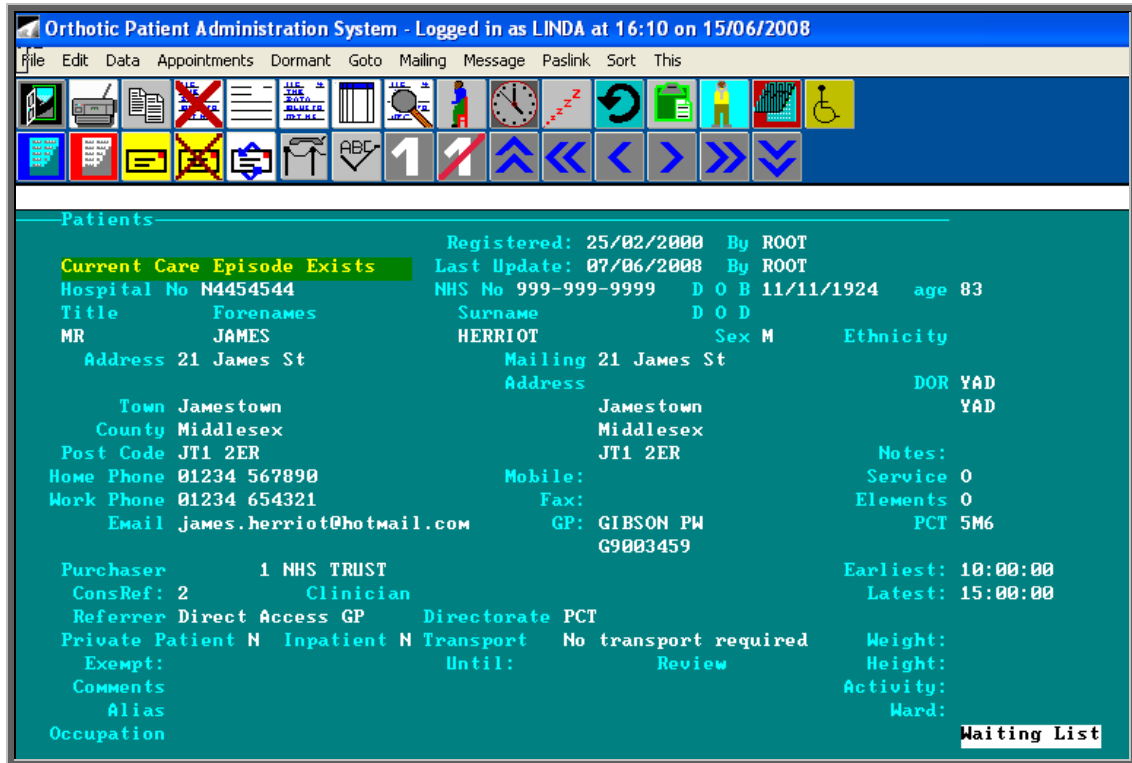 Orthotic Patient Administration System - Logged in as LINDA at 16:10 on 15/06/2008
File Edit Data Appointments Dormant Goto Mailing Message Paslink Sort This
ABC
1 1
Patients
Registered: 25/02/2000 By ROOT
Current Care Episode Exists Last Update: 07/06/2008 By ROOT
Hospital No N4454544 NHS No 999-999-9999 D O B 11/11/1924 age 83
Title Forenames Surname D O D
MR JAMES HERRIOT Sex M Ethnicity
Address 21 James St Mailing 21 James St
Address DOR YAD
Town Jamestown Jamestown YAD
County Middlesex Middlesex
Post Code JT1 2ER JT1 2ER Notes:
Home Phone 01234 567890 Mobile: Service O
Work Phone 01234 654321 Fax: Elements O
Email james.herriot@hotmail.com GP: GIBSON PW PCT 5M6
G9003459
Purchaser 1 NHS TRUST Earliest: 10:00:00
ConsRef: 2 Clinician Latest: 15:00:00
Referrer Direct Access GP Directorate PCT
Private Patient N Inpatient N Transport No transport required Weight:
Exempt: Until: Review Height:
Comments Activity:
Alias Ward:
Occupation Waiting List